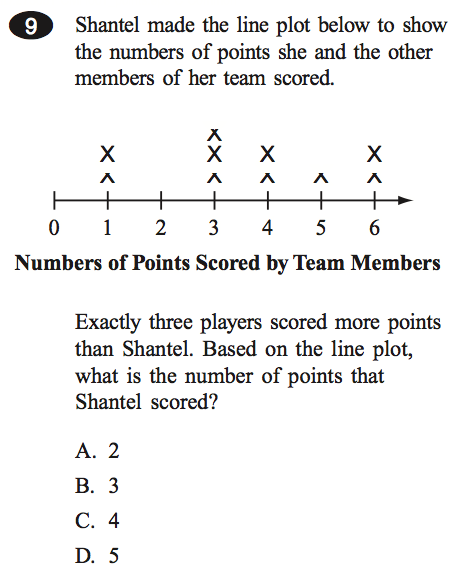 9 Shantel made the line plot below to show
the numbers of points she and the other
members of her team scored.
X
X X X X
X X X X X
0 1 2 3 4 5 6
Numbers of Points Scored by Team Members
Exactly three players scored more points
than Shantel. Based on the line plot,
what is the number of points that
Shantel scored?
A. 2
B. 3
C. 4
D. 5